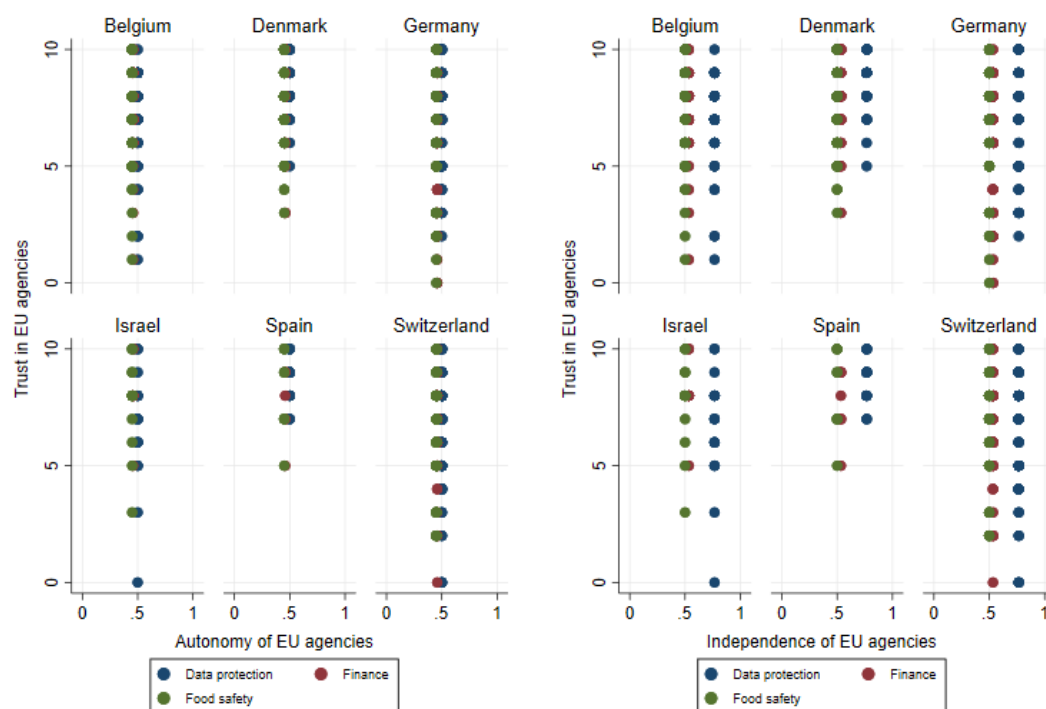 Belgium Denmark Germany
10
5
0
Israel Spain Switzerland
10
5
0
Trust in EU agencies
0 .5 1 0 .5 1 0 .5 1
Autonomy of EU agencies
Data protection Finance
Food safety
Belgium Denmark Germany
10
5
0
Israel Spain Switzerland
10
5
0
Trust in EU agencies
0 .5 1 0 .5 1 0 .5 1
Independence of EU agencies
Data protection Finance
Food safety